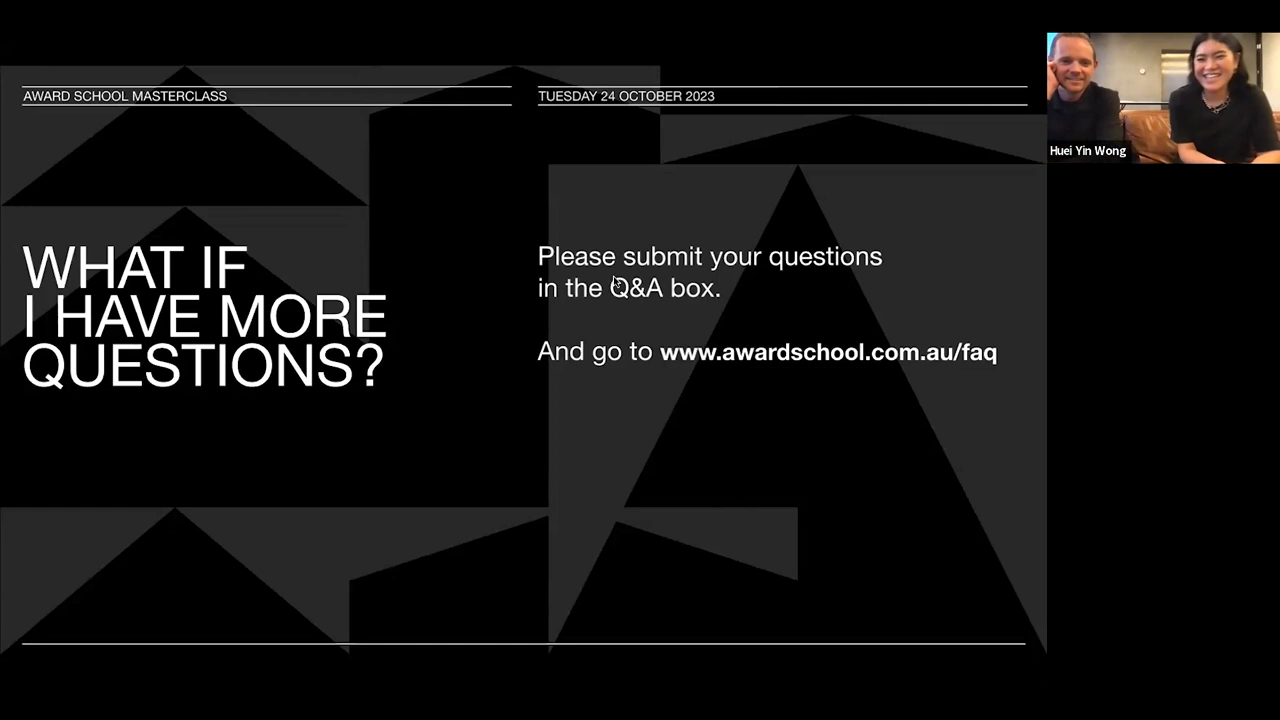 AWARD SCHOOL MASTERCLASS
TUESDAY 24 OCTOBER 2023
WHAT IF
I HAVE MORE
QUESTIONS?
Please submit your questions
in the Q&A box.
And go to www.awardschool.com.au/faq
Huei Yin Wong